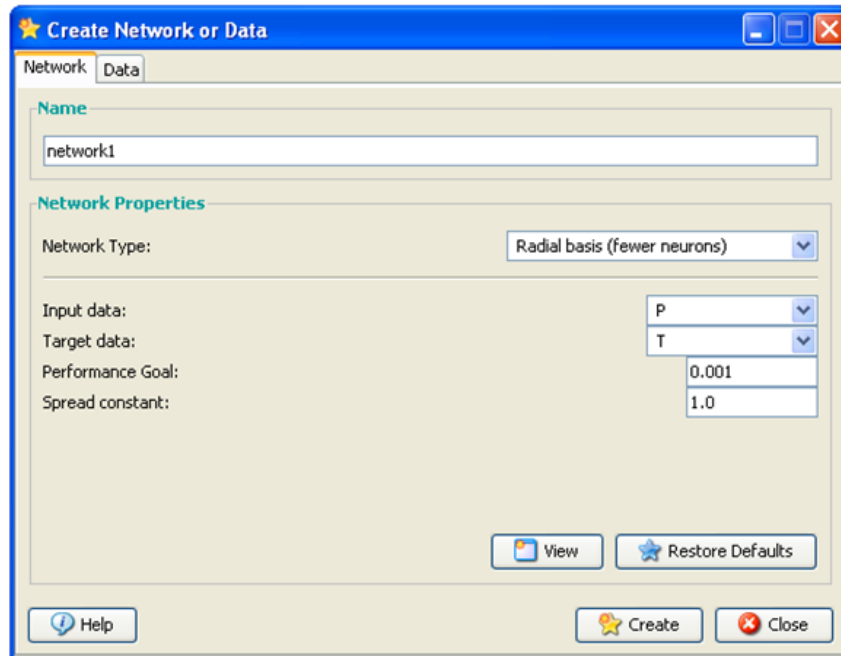 Create Network or Data
Network Data
Name
network1
Network Properties
Network Type: Radial basis (fewer neurons)
Input data: P
Target data: T
Performance Goal: 0.001
Spread constant: 1.0
View Restore Defaults
Help Create Close